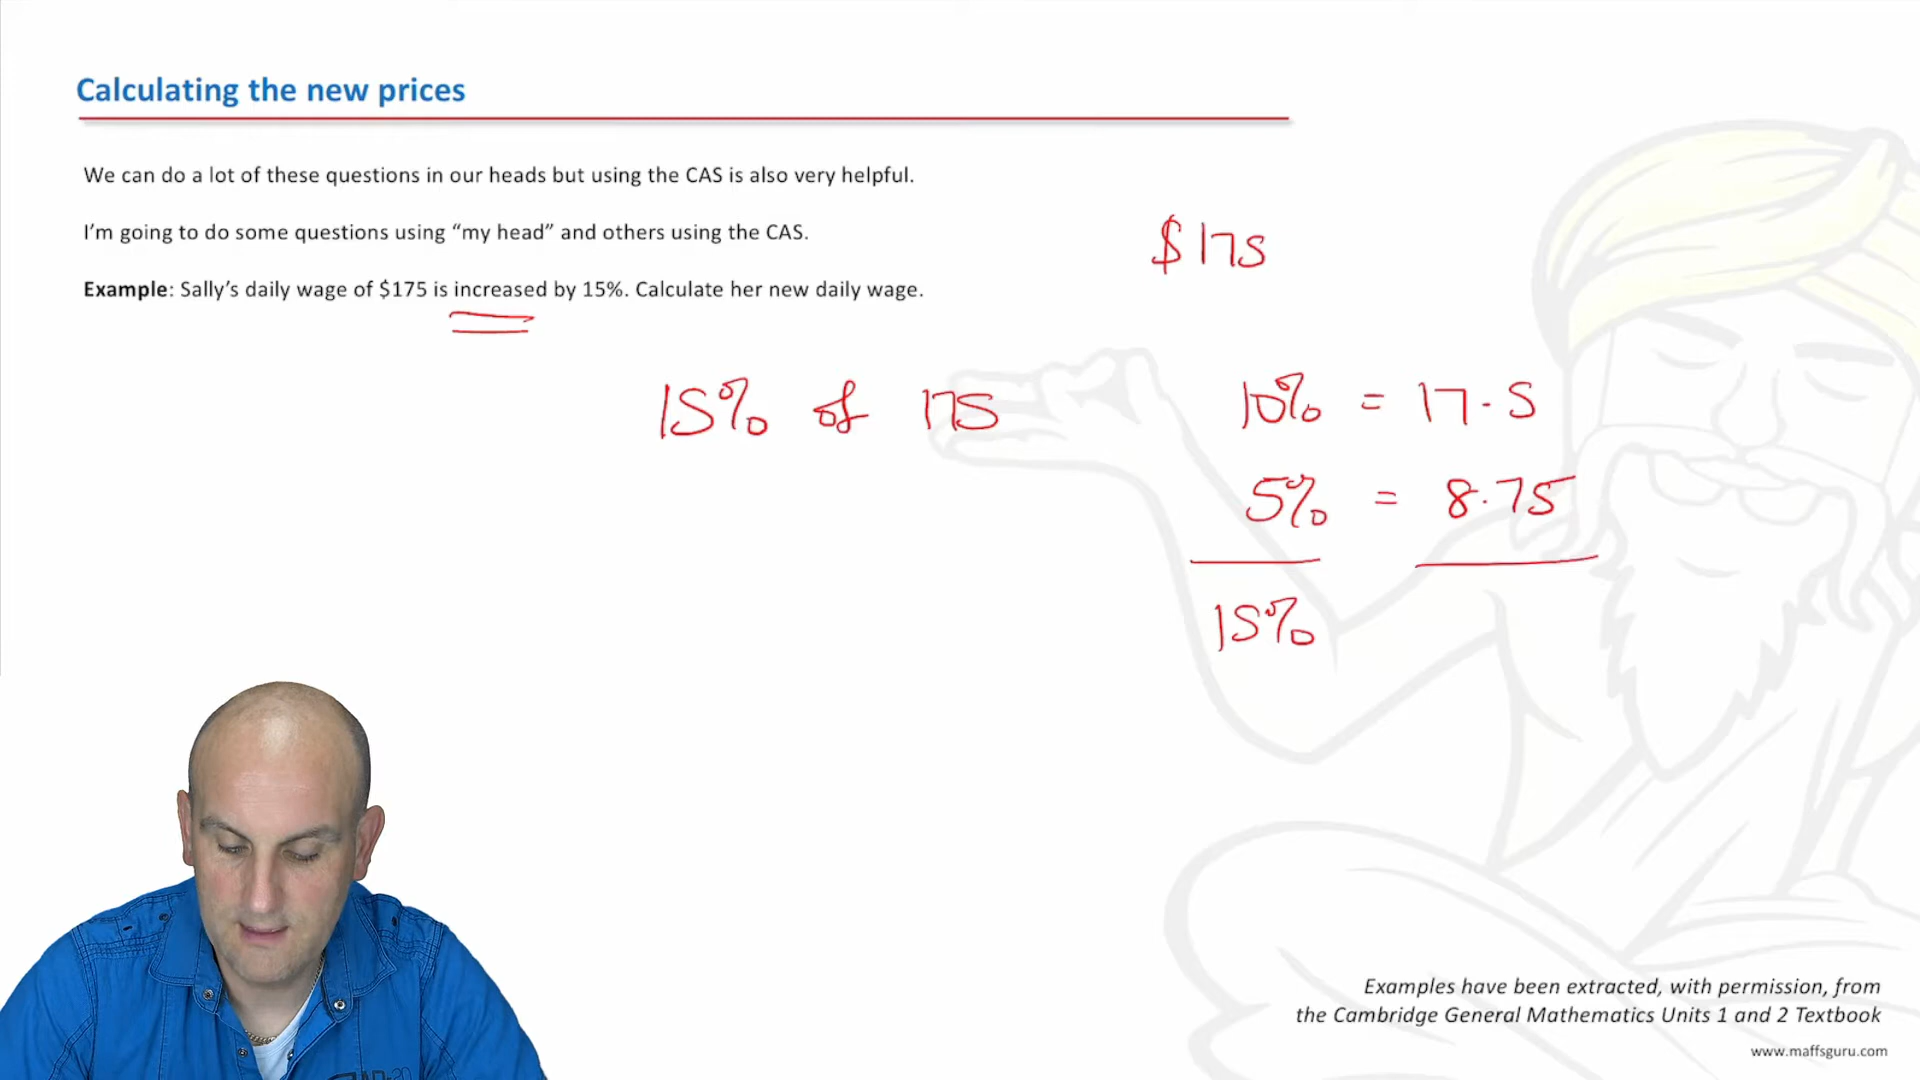 Calculating the new prices
We can do a lot of these questions in our heads but using the CAS is also very helpful.
I'm going to do some questions using “my head” and others using the CAS.
$175
Example: Sally's daily wage of $175 is increased by 15%. Calculate her new daily wage.
15% of 175
10% = 17.5
5% = 8.75
15%
Examples have been extracted, with permission, from
the Cambridge General Mathematics Units 1 and 2 Textbook
www.maffsguru.com